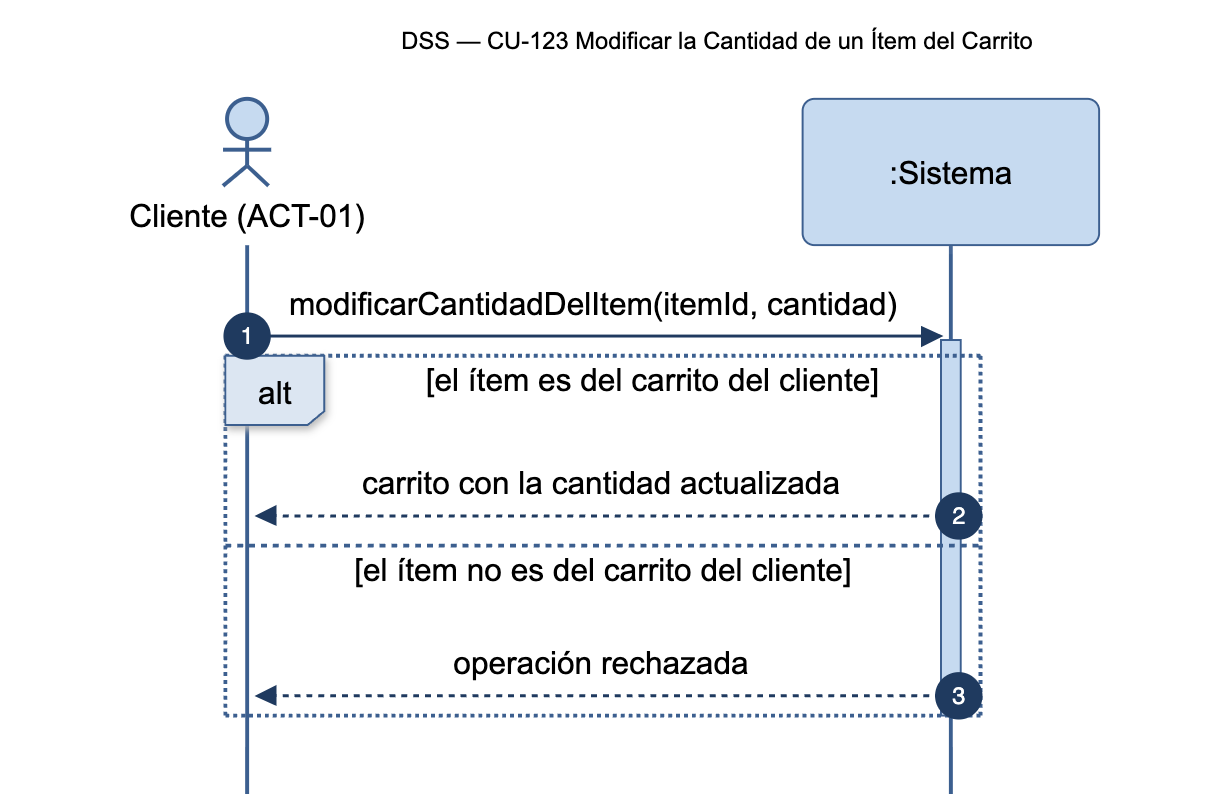 DSS — CU-123 Modificar la Cantidad de un Ítem del Carrito
Cliente (ACT-01)
:Sistema
modificarCantidadDelItem(itemId, cantidad)
1
alt
[el ítem es del carrito del cliente]
carrito con la cantidad actualizada
2
[el ítem no es del carrito del cliente]
operación rechazada
3